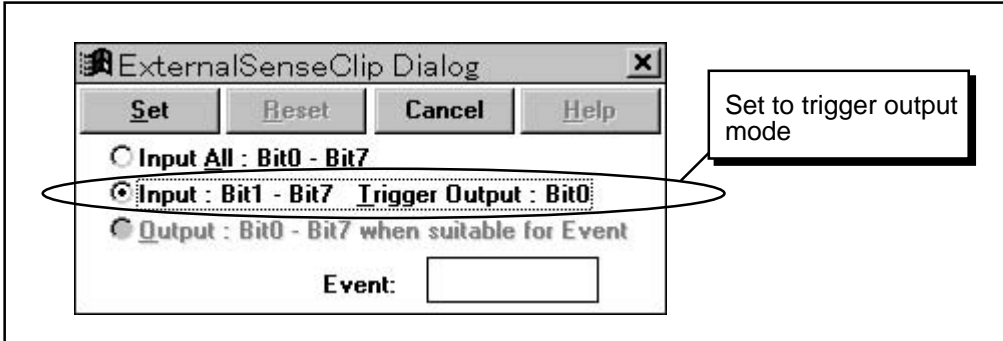 ExternalSenseClip Dialog
Set Reset Cancel Help
Input All : Bit0 - Bit7
Input : Bit1 - Bit7 Trigger Output : Bit0
Output : Bit0 - Bit7 when suitable for Event
Event:
Set to trigger output
mode